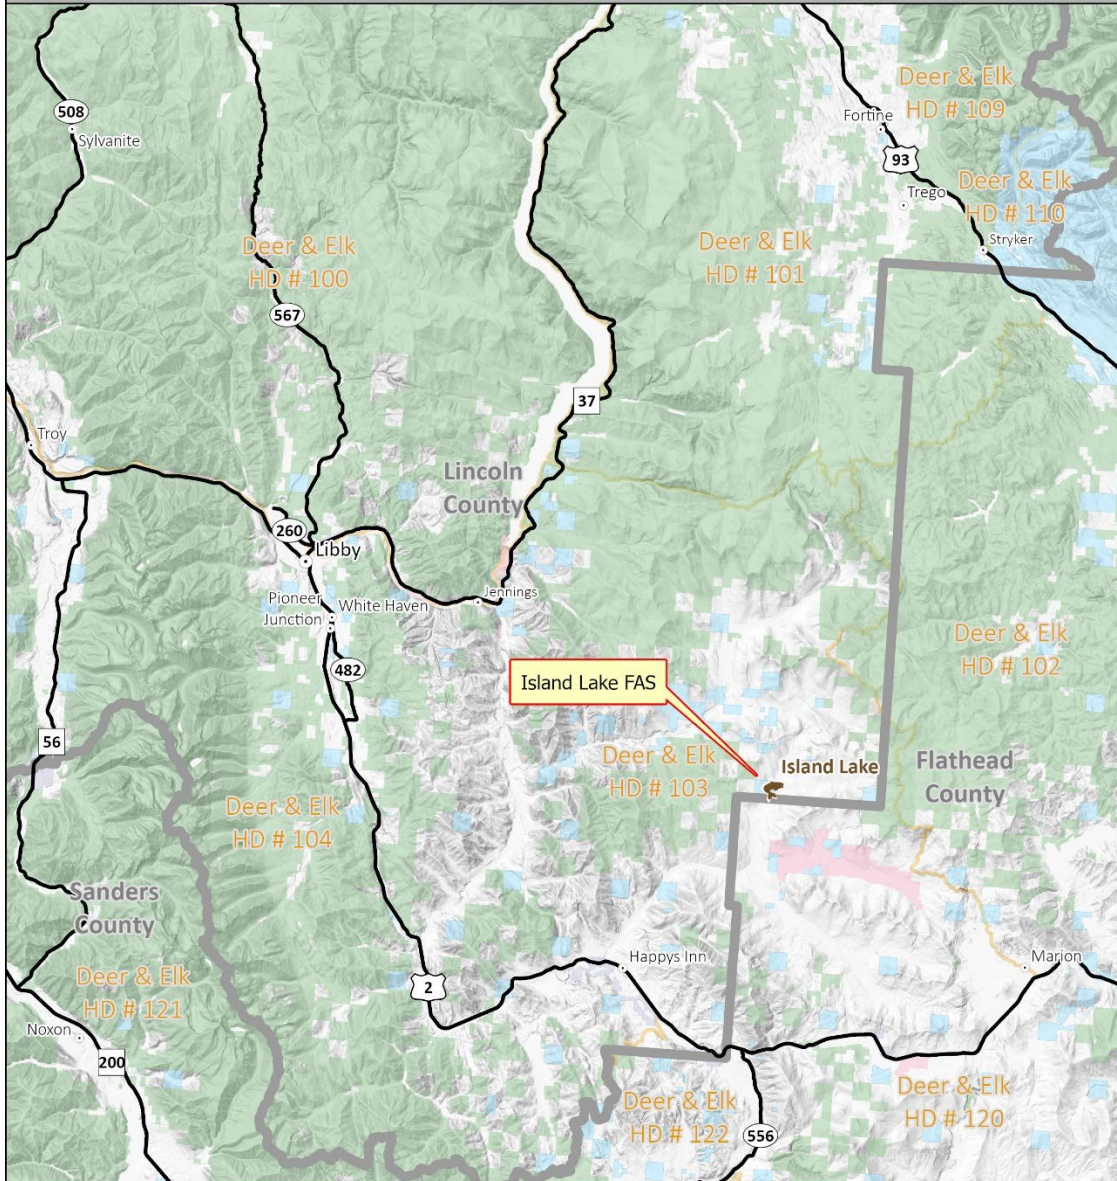 Deer & Elk
HD # 109
508
Sylvanite
Fortine
93
Deer & Elk
HD # 110
Trego
Stryker
Deer & Elk
HD # 100
Deer & Elk
HD # 101
567
37
Troy
Lincoln
County
260
Libby
Jennings
Pioneer
Junction
White Haven
482
Deer & Elk
HD # 102
Island Lake FAS
56
Deer & Elk
HD # 103
Island Lake
Flathead
County
Deer & Elk
HD # 104
Sanders
County
Happys Inn
Marion
Deer & Elk
HD # 121
2
Noxon
200
Deer & Elk
HD # 122
556
Deer & Elk
HD # 120